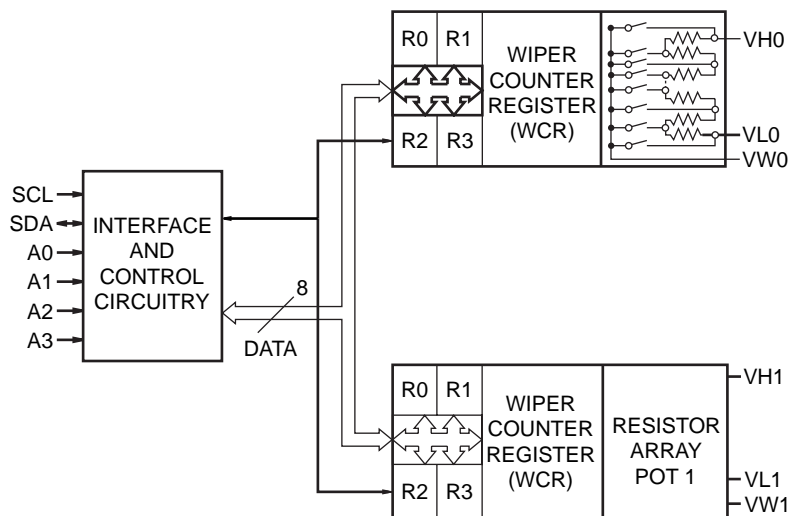 R0 R1
WIPER
COUNTER
REGISTER
(WCR)
R2 R3
VH0
VL0
VW0
SCL
SDA
A0
A1
A2
A3
INTERFACE
AND
CONTROL
CIRCUITRY
8
DATA
R0 R1
WIPER
COUNTER
REGISTER
(WCR)
R2 R3
RESISTOR
ARRAY
POT 1
VH1
VL1
VW1